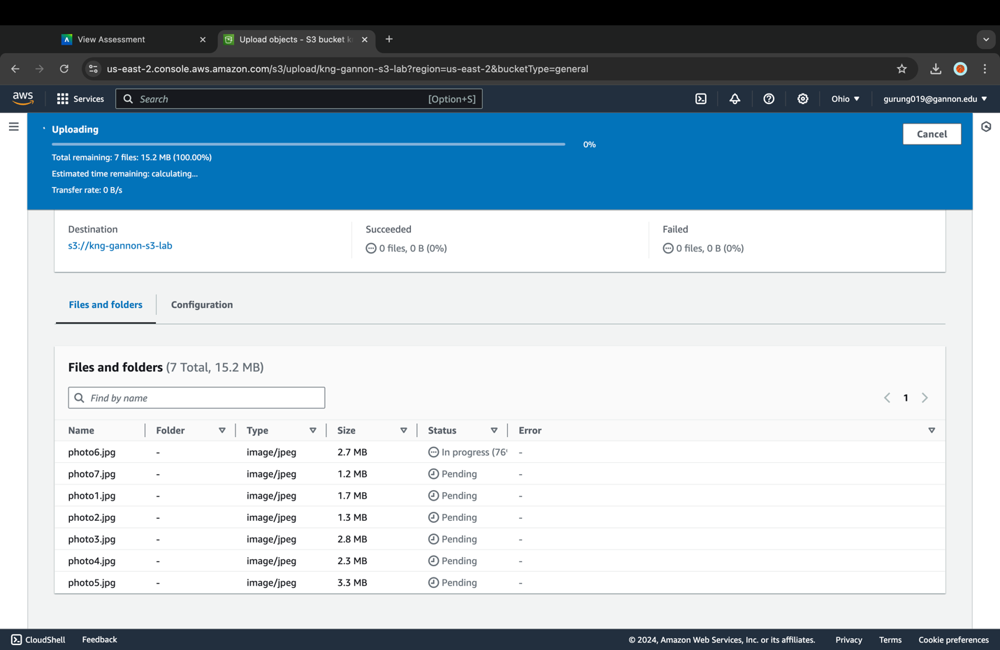 View Assessment
Upload objects - S3 bucket k
us-east-2.console.aws.amazon.com/s3/upload/kng-gannon-s3-lab?region=us-east-2&bucketType=general
aws
Services
Search
[Option+S]
Ohio
gurung019@gannon.edu
Uploading
Cancel
0%
Total remaining: 7 files: 15.2 MB (100.00%)
Estimated time remaining: calculating...
Transfer rate: 0 B/s
Destination Succeeded Failed
s3://kng-gannon-s3-lab 0 files, 0 B (0%) 0 files, 0 B (0%)
Files and folders Configuration
Files and folders (7 Total, 15.2 MB)
Find by name
1
Name Folder Type Size Status Error
photo6.jpg - image/jpeg 2.7 MB In progress (76 -
photo7.jpg - image/jpeg 1.2 MB Pending -
photo1.jpg - image/jpeg 1.7 MB Pending -
photo2.jpg - image/jpeg 1.3 MB Pending -
photo3.jpg - image/jpeg 2.8 MB Pending -
photo4.jpg - image/jpeg 2.3 MB Pending -
photo5.jpg - image/jpeg 3.3 MB Pending -
CloudShell Feedback © 2024, Amazon Web Services, Inc. or its affiliates. Privacy Terms Cookie preferences